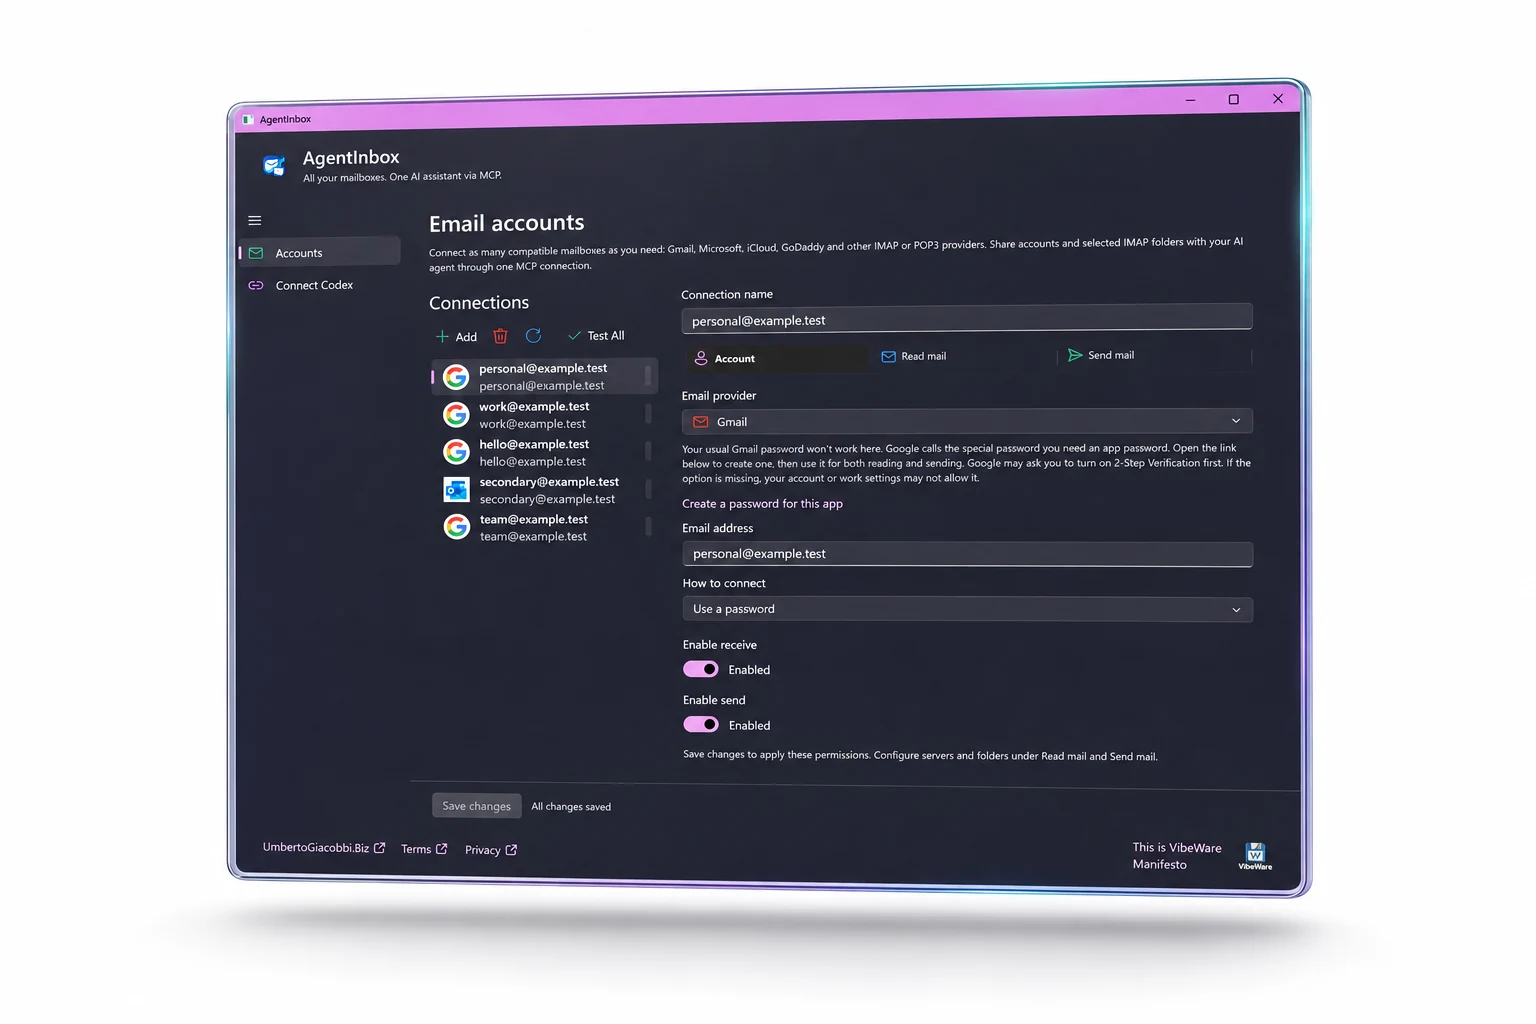 AgentInbox
AgentInbox
All your mailboxes. One AI assistant via MCP.
Accounts
Connect Codex
Email accounts
Connect as many compatible mailboxes as you need: Gmail, Microsoft, iCloud, GoDaddy and other IMAP or POP3 providers. Share accounts and selected IMAP folders with your AI
agent through one MCP connection.
Connections
Add
Test All
personal@example.test
personal@example.test
work@example.test
work@example.test
hello@example.test
hello@example.test
secondary@example.test
secondary@example.test
team@example.test
team@example.test
Connection name
personal@example.test
Account
Read mail
Send mail
Email provider
Gmail
Your usual Gmail password won't work here. Google calls the special password you need an app password. Open the link
below to create one, then use it for both reading and sending. Google may ask you to turn on 2-Step Verification first. If the
option is missing, your account or work settings may not allow it.
Create a password for this app
Email address
personal@example.test
How to connect
Use a password
Enable receive
Enabled
Enable send
Enabled
Save changes to apply these permissions. Configure servers and folders under Read mail and Send mail.
Save changes
All changes saved
UmbertoGiacobbi.Biz
Terms
Privacy
This is VibeWare
Manifesto
W
VibeWare